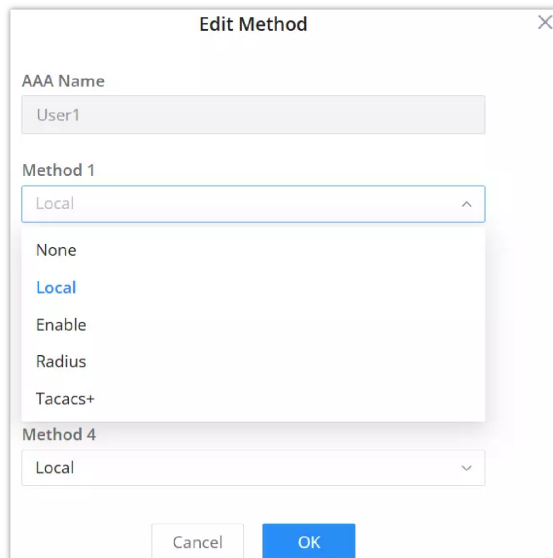 Edit Method
AAA Name
User1
Method 1
Local
None
Local
Enable
Radius
Tacacs+
Method 4
Local
Cancel
OK